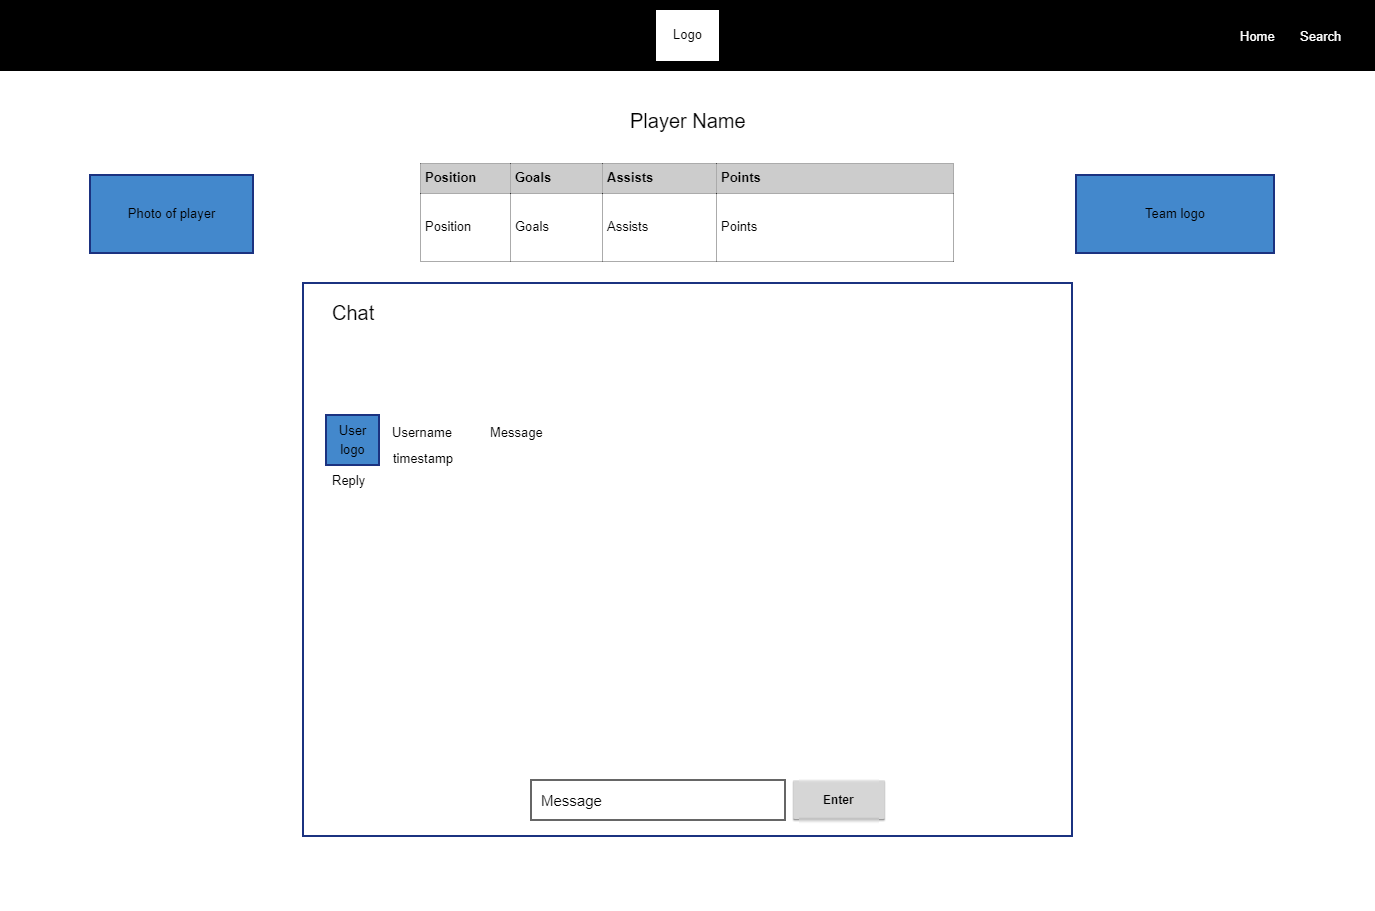 Logo
Home Search
Player Name
Position Goals Assists Points
Photo of player
Position Goals Assists Points
Team logo
Chat
User
logo
Username Message
timestamp
Reply
Message
Enter